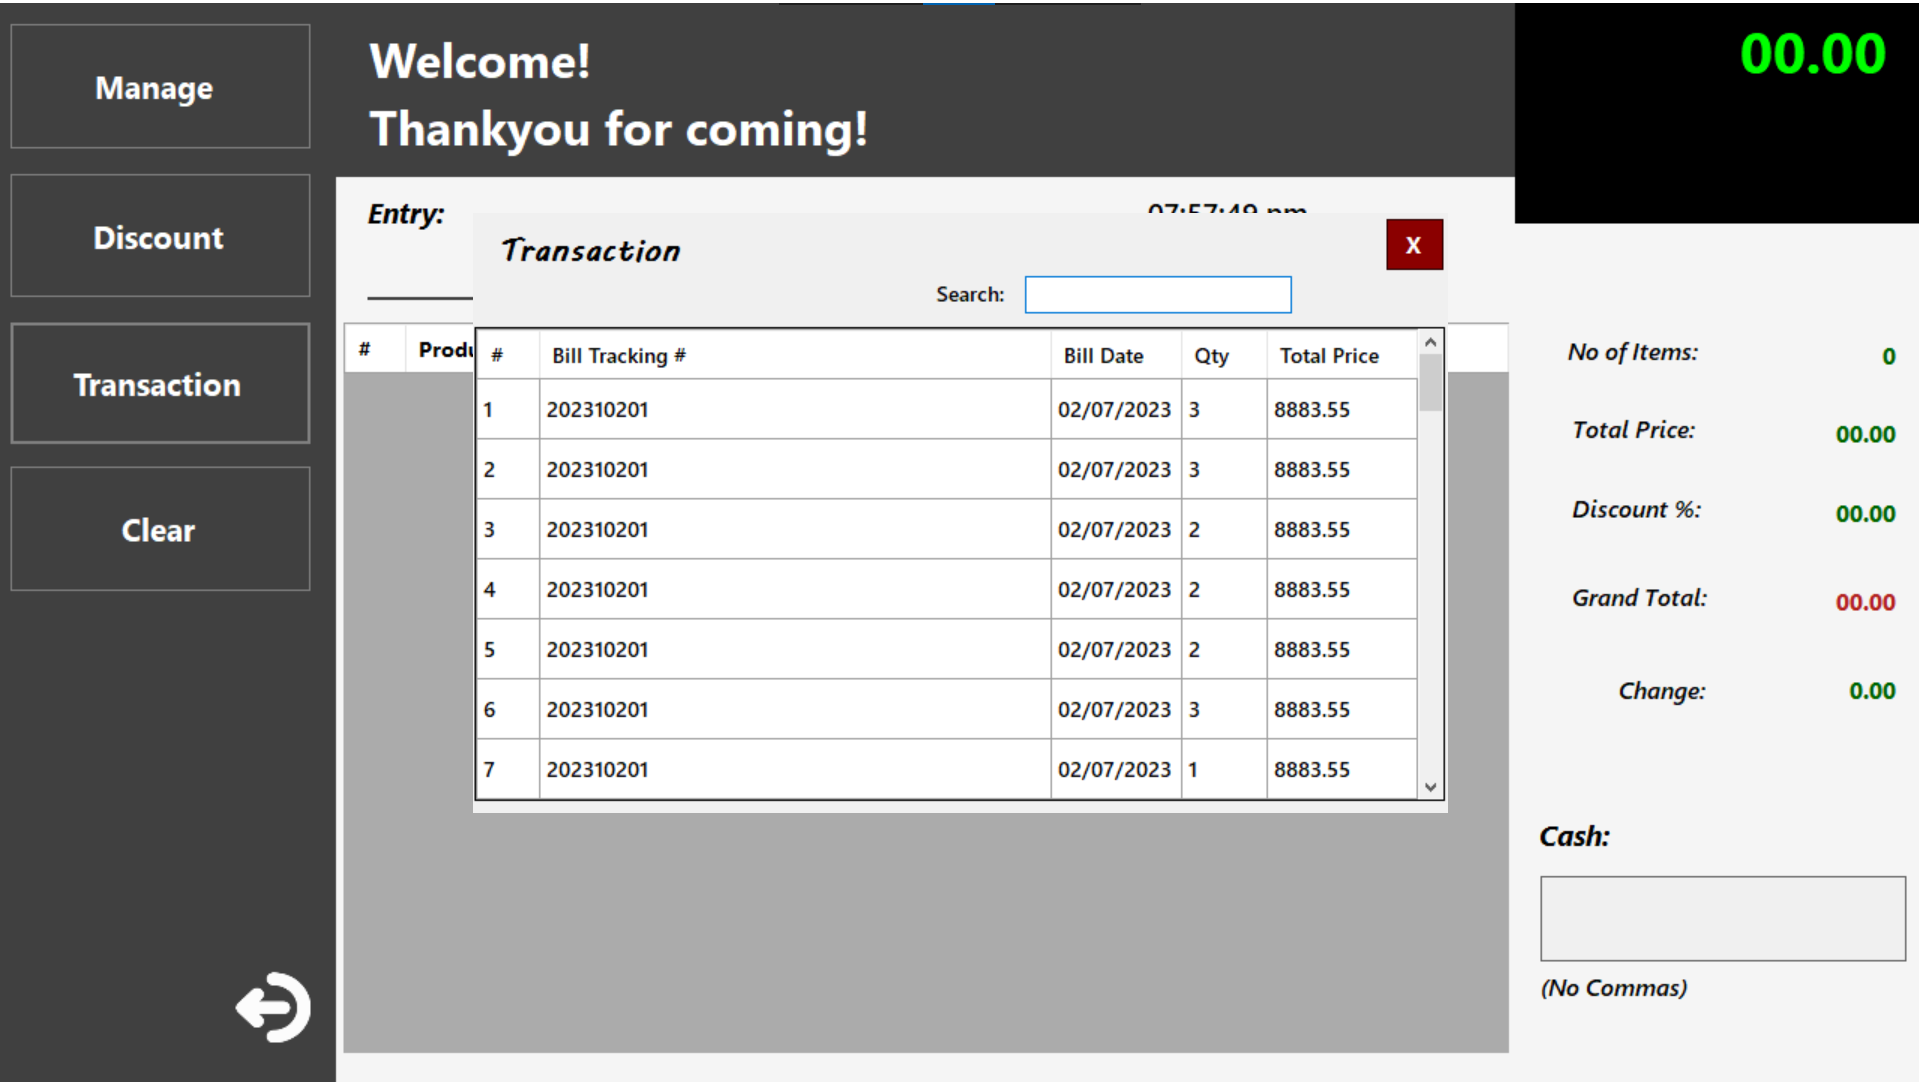 Manage
Discount
Transaction
Clear
Welcome!
Thankyou for coming!
00.00
Entry:
07:57:49 pm
Transaction
X
Search:
# Bill Tracking # Bill Date Qty Total Price
1 202310201 02/07/2023 3 8883.55
2 202310201 02/07/2023 3 8883.55
3 202310201 02/07/2023 2 8883.55
4 202310201 02/07/2023 2 8883.55
5 202310201 02/07/2023 2 8883.55
6 202310201 02/07/2023 3 8883.55
7 202310201 02/07/2023 1 8883.55
#
No of Items: 0
Total Price: 00.00
Discount %: 00.00
Grand Total: 00.00
Change: 0.00
Cash:
(No Commas)